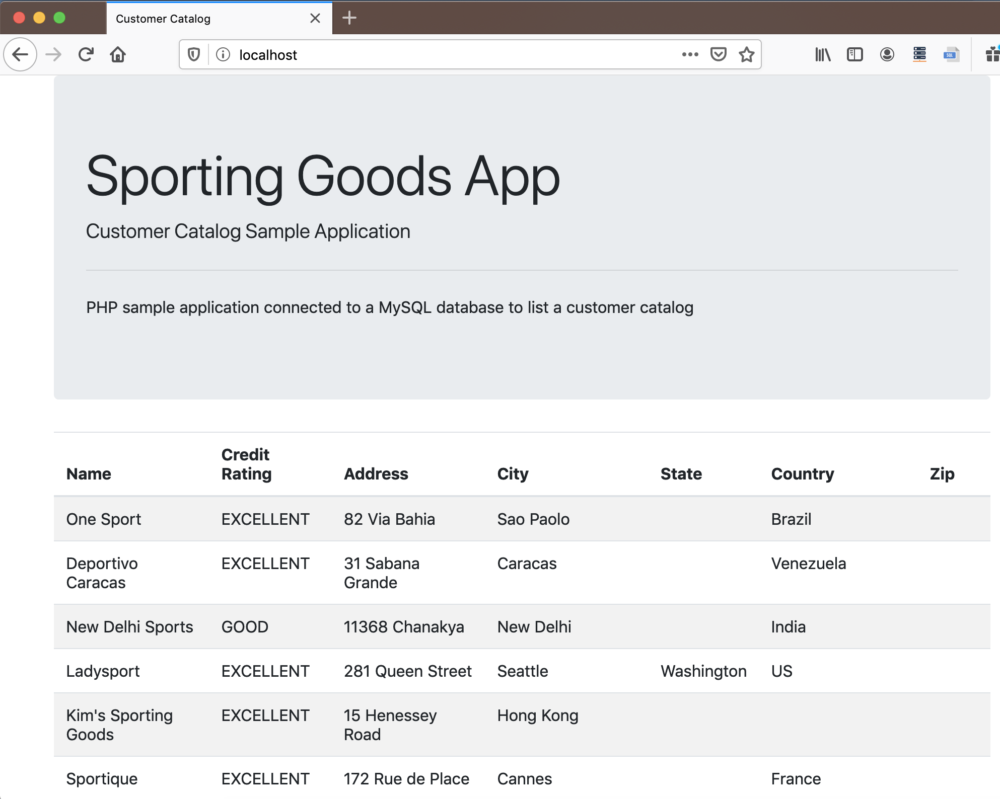 Customer Catalog
localhost
SQL
Sporting Goods App
Customer Catalog Sample Application
PHP sample application connected to a MySQL database to list a customer catalog
Name Credit Rating Address City State Country Zip
One Sport EXCELLENT 82 Via Bahia Sao Paolo Brazil
Deportivo Caracas EXCELLENT 31 Sabana Grande Caracas Venezuela
New Delhi Sports GOOD 11368 Chanakya New Delhi India
Ladysport EXCELLENT 281 Queen Street Seattle Washington US
Kim's Sporting Goods EXCELLENT 15 Henessey Road Hong Kong
Sportique EXCELLENT 172 Rue de Place Cannes France